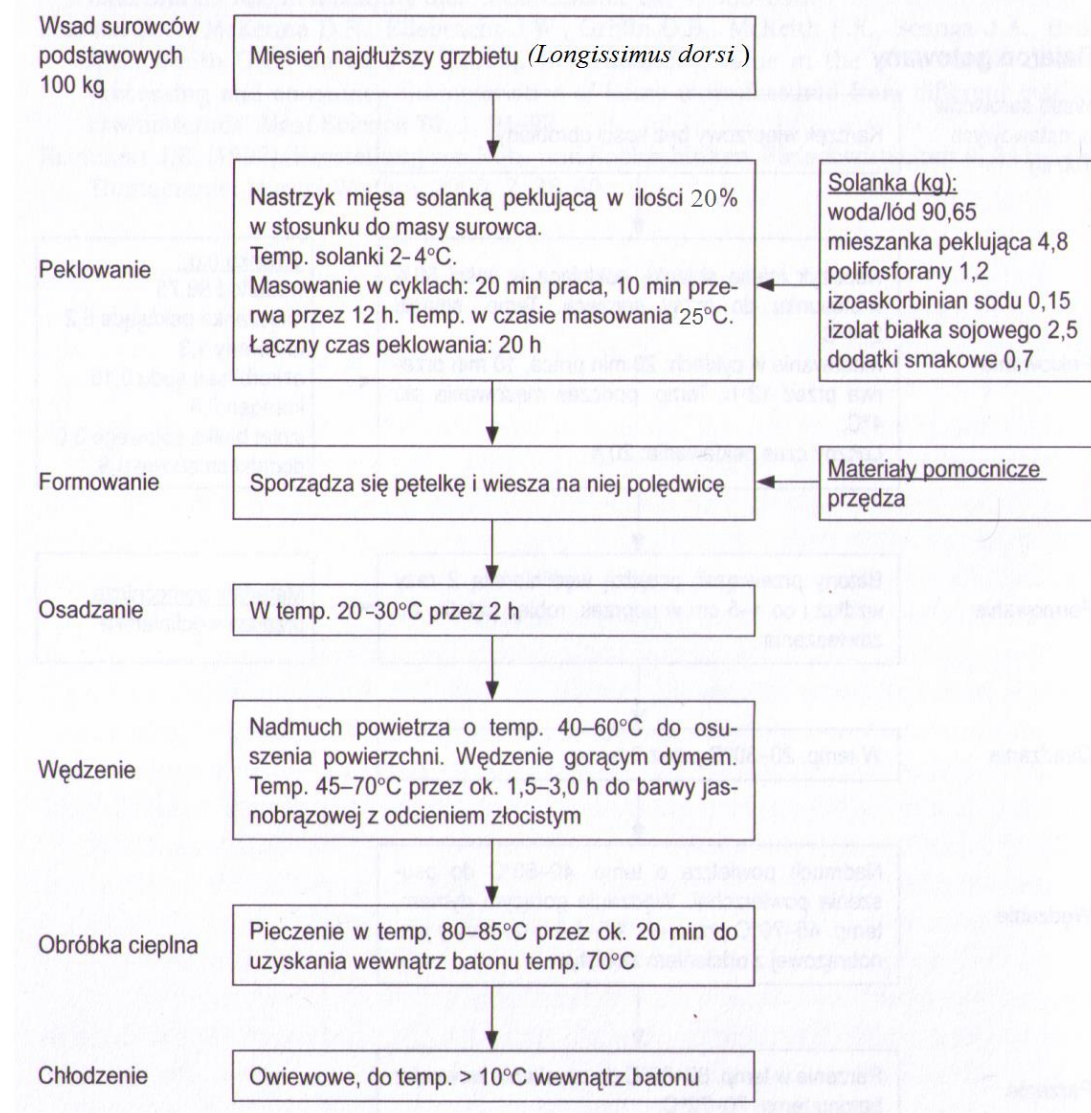 Wsad surowców
podstawowych
100 kg
Mięsień najdłuższy grzbietu (Longissimus dorsi)
Peklowanie
Nastrzyk mięsa solanką peklującą w ilości 20%
w stosunku do masy surowca.
Temp. solanki 2–4°C.
Masowanie w cyklach: 20 min praca, 10 min prze-
rwa przez 12 h. Temp. w czasie masowania 25°C.
Łączny czas peklowania: 20 h
Solanka (kg):
woda/lód 90,65
mieszanka peklująca 4,8
polifosforany 1,2
izoaskorbinian sodu 0,15
izolat białka sojowego 2,5
dodatki smakowe 0,7
Formowanie
Sporządza się pętelkę i wiesza na niej polędwicę
Materiały pomocnicze
przędza
Osadzanie
W temp. 20–30°C przez 2 h
Wędzenie
Nadmuch powietrza o temp. 40–60°C do osu-
szenia powierzchni. Wędzenie gorącym dymem.
Temp. 45–70°C przez ok. 1,5–3,0 h do barwy jas-
nobrązowej z odcieniem złocistym
Obróbka cieplna
Pieczenie w temp. 80–85°C przez ok. 20 min do
uzyskania wewnątrz batonu temp. 70°C
Chłodzenie
Owiewowe, do temp. > 10°C wewnątrz batonu